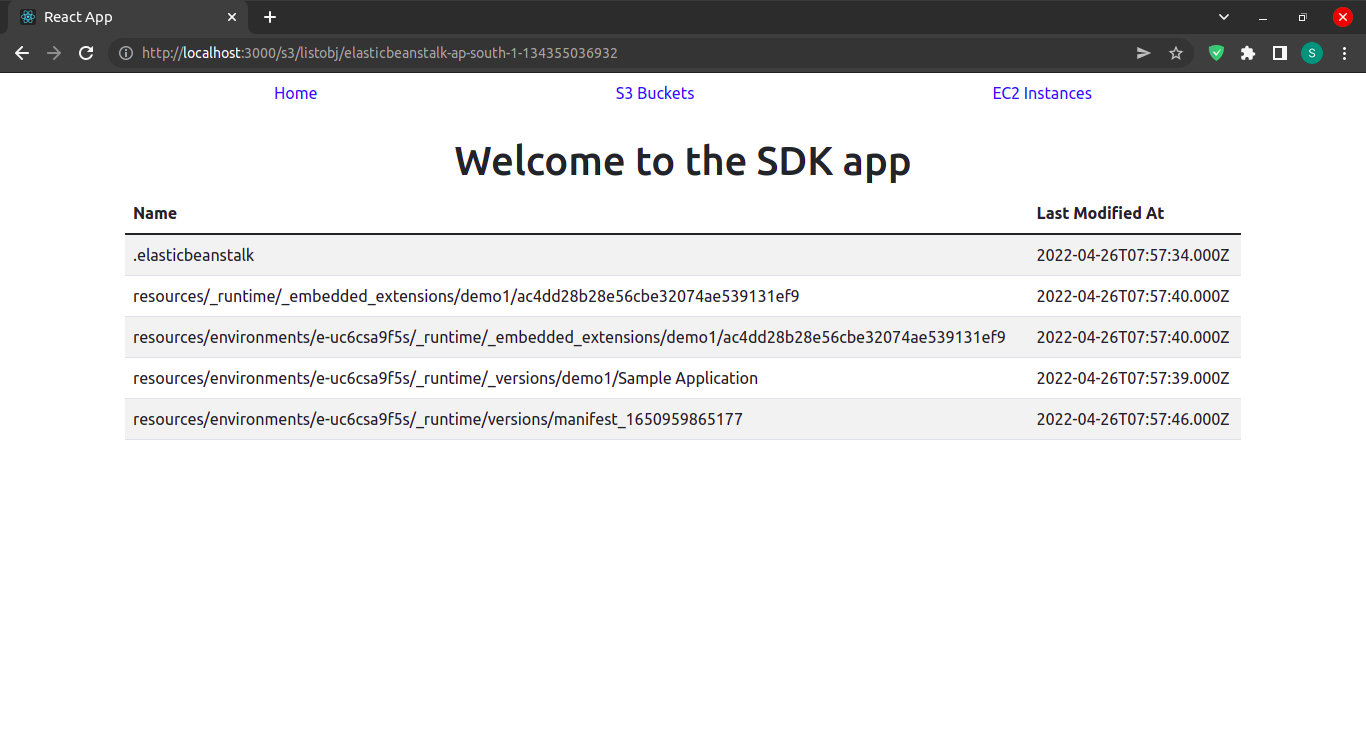 React App
http://localhost:3000/s3/listobj/elasticbeanstalk-ap-south-1-134355036932
S
Home S3 Buckets EC2 Instances
Welcome to the SDK app
Name Last Modified At
.elasticbeanstalk 2022-04-26T07:57:34.000Z
resources/_runtime/_embedded_extensions/demo1/ac4dd28b28e56cbe32074ae539131ef9 2022-04-26T07:57:40.000Z
resources/environments/e-uc6csa9f5s/_runtime/_embedded_extensions/demo1/ac4dd28b28e56cbe32074ae539131ef9 2022-04-26T07:57:40.000Z
resources/environments/e-uc6csa9f5s/_runtime/_versions/demo1/Sample Application 2022-04-26T07:57:39.000Z
resources/environments/e-uc6csa9f5s/_runtime/versions/manifest_1650959865177 2022-04-26T07:57:46.000Z